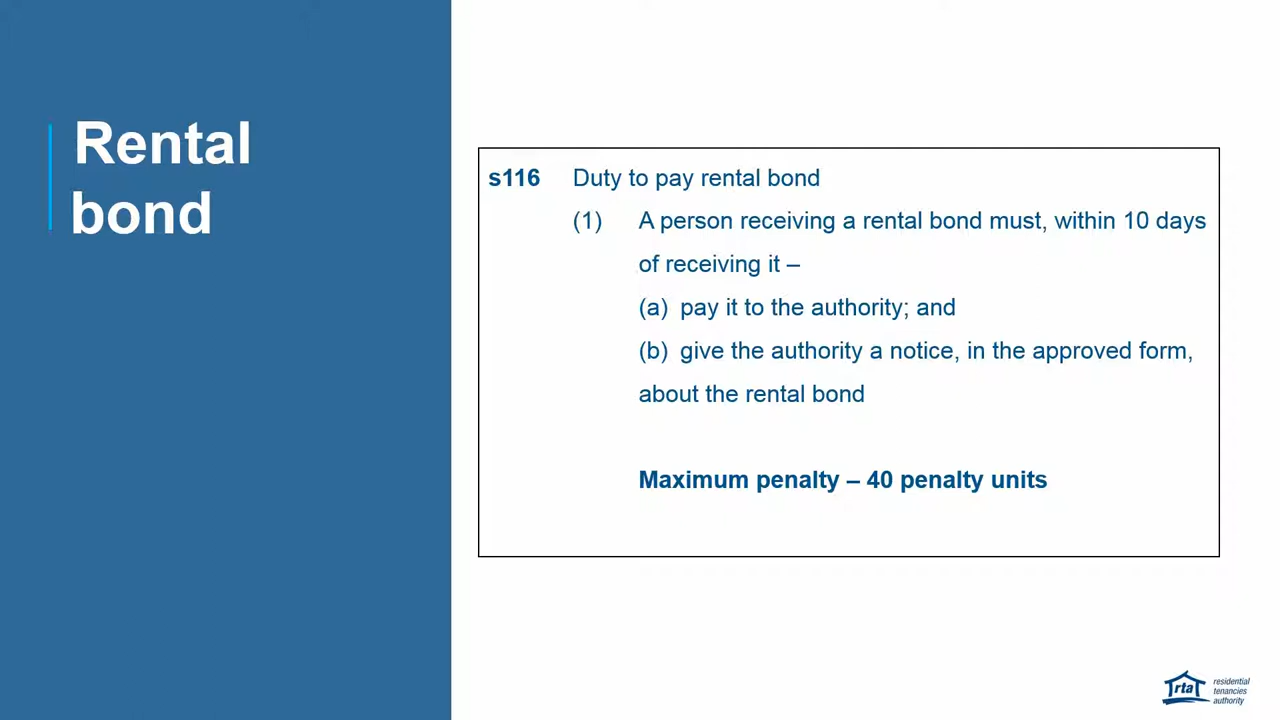 Rental
bond
s116 Duty to pay rental bond
(1) A person receiving a rental bond must, within 10 days
of receiving it –
(a) pay it to the authority; and
(b) give the authority a notice, in the approved form,
about the rental bond
Maximum penalty – 40 penalty units
rta
residential
tenancies
authority